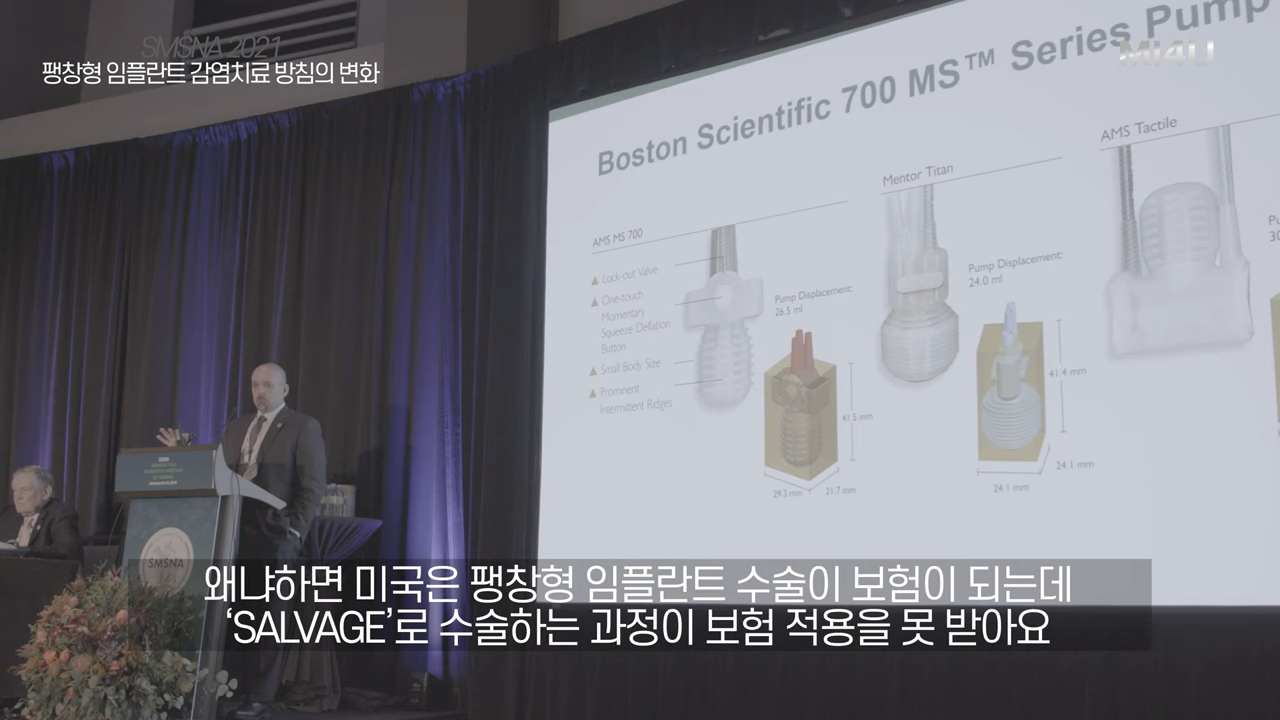 SMSNA 2021
팽창형 임플란트 감염치료 방침의 변화
MI4U
Boston Scientific 700 MS™ Series Pump
AMS MS 700
Lock-out Valve
One-touch
Momentary
Squeeze Deflation
Button
Small Body Size
Prominent
Intermittent Ridges
Pump Displacement:
26.5 ml
41.5 mm
29.2 mm
21.7 mm
Mentor Titan
Pump Displacement:
24.0 ml
41.4 mm
24.1 mm
24.1 mm
AMS Tactile
SMSNA
왜냐하면 미국은 팽창형 임플란트 수술이 보험이 되는데
‘SALVAGE’로 수술하는 과정이 보험 적용을 못 받아요